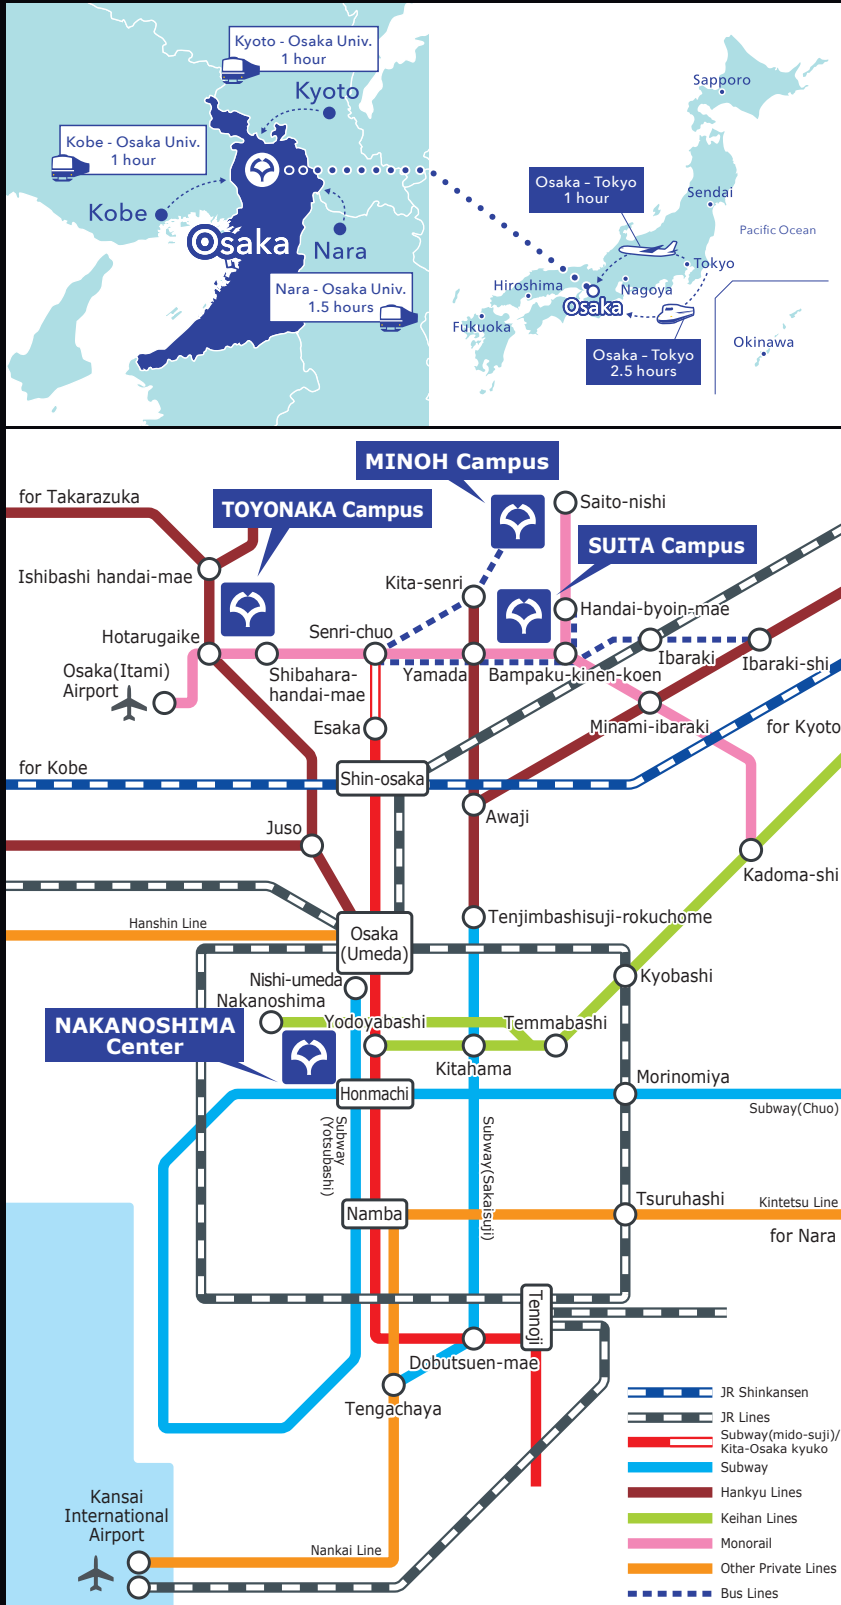 Kyoto - Osaka Univ.
1 hour
Kyoto
Kobe - Osaka Univ.
1 hour
Kobe
Osaka
Nara
Nara - Osaka Univ.
1.5 hours
Sapporo
Osaka – Tokyo
1 hour
Sendai
Pacific Ocean
Tokyo
Hiroshima
Nagoya
Osaka
Fukuoka
Okinawa
Osaka – Tokyo
2.5 hours
MINOH Campus
for Takarazuka
TOYONAKA Campus
Saito-nishi
SUITA Campus
Ishibashi handai-mae
Kita-senri
Handai-byoin-mae
Hotarugaike
Senri-chuo
Osaka(Itami)
Airport
Shibahara-
handai-mae
Yamada
Bampaku-kinen-koen
Ibaraki
Ibaraki-shi
Esaka
Minami-ibaraki
for Kyoto
for Kobe
Shin-osaka
Juso
Awaji
Kadoma-shi
Hanshin Line
Osaka
(Umeda)
Tenjimbashisuji-rokuchome
Nishi-umeda
Kyobashi
Nakanoshima
NAKANOSHIMA
Center
Yodoyabashi
Temmabashi
Kitahama
Morinomiya
Honmachi
Subway(Chuo)
Subway
(Yotsubashi)
Subway(Sakaisuji)
Namba
Tsuruhashi
Kintetsu Line
for Nara
Tennoji
Dobutsuen-mae
Tengachaya
Kansai
International
Airport
Nankai Line
JR Shinkansen
JR Lines
Subway(mido-suji)/
Kita-Osaka kyuko
Subway
Hankyu Lines
Keihan Lines
Monorail
Other Private Lines
Bus Lines